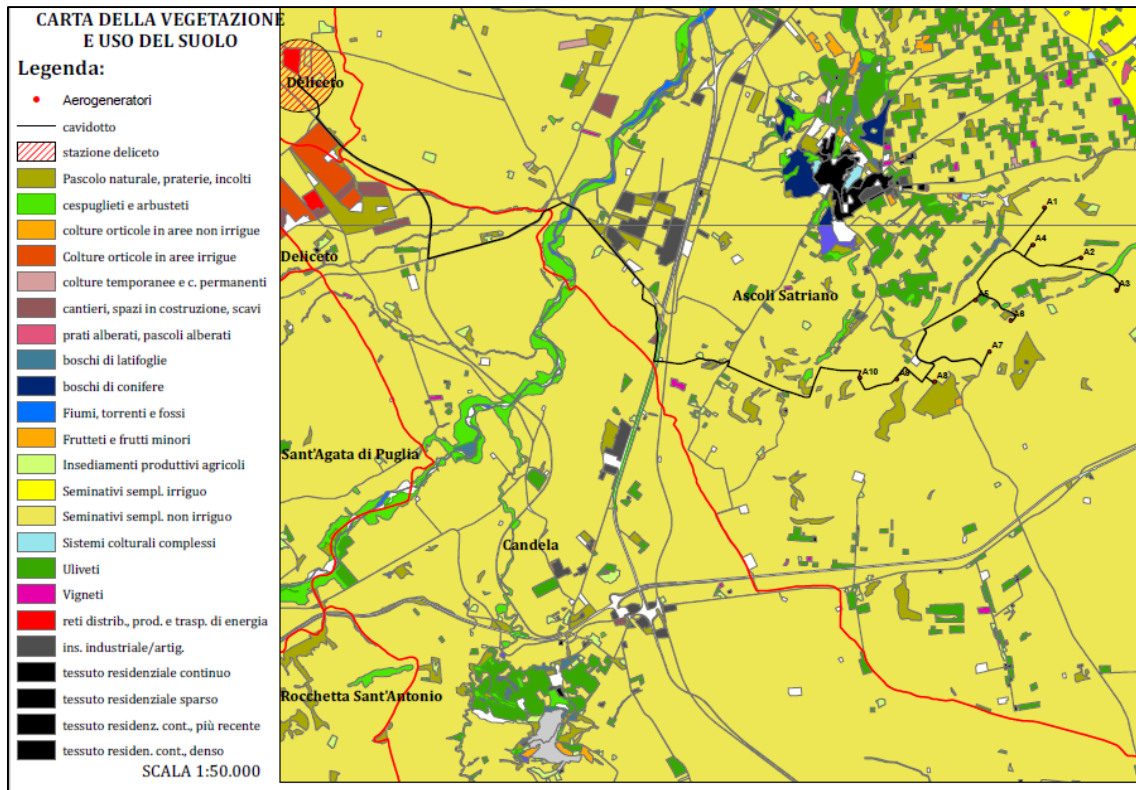 CARTA DELLA VEGETAZIONE
E USO DEL SUOLO
Legenda:
Aerogeneratori
cavidotto
stazione deliceto
Pascolo naturale, praterie, incolti
cespuglieti e arbusteti
colture orticole in aree non irrigue
Colture orticole in aree irrigue
colture temporanee e c. permanenti
cantieri, spazi in costruzione, scavi
prati alberati, pascoli alberati
boschi di latifoglie
boschi di conifere
Fiumi, torrenti e fossi
Frutteti e frutti minori
Insediamenti produttivi agricoli
Seminativi sempl. irriguo
Seminativi sempl. non irriguo
Sistemi colturali complessi
Uliveti
Vigneti
reti distrib., prod. e trasp. di energia
ins. industriale/artig.
tessuto residenziale continuo
tessuto residenziale sparso
tessuto residenz. cont., più recente
tessuto residen. cont., denso
SCALA 1:50.000
Deliceto
A1
A4
Deliceto
A2
A3
Ascoli Satriano
A5
A6
A7
A10
A9
A8
Sant'Agata di Puglia
Candela
Rocchetta Sant'Antonio